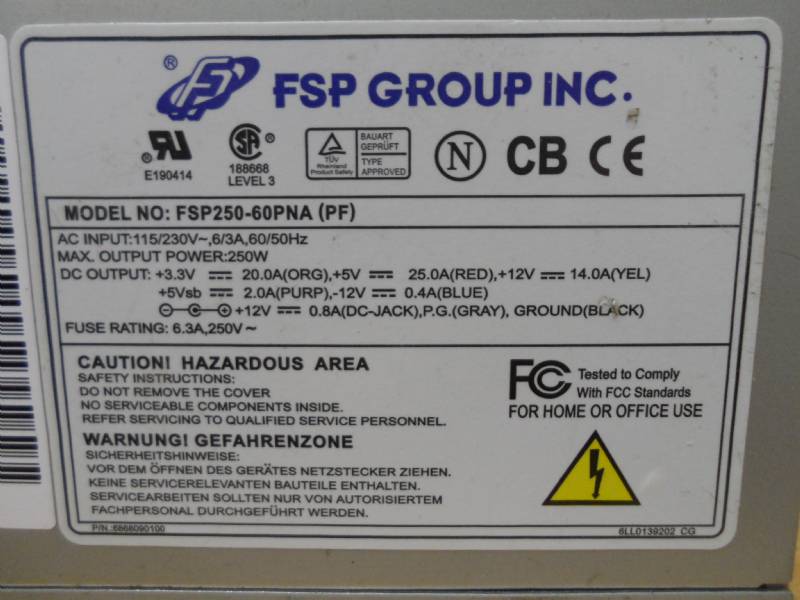 ® FSP GROUP INC.
E190414
188668
LEVEL 3
TÜV
Rheinland
Product Safety
BAUART
GEPRÜFT
TYPE
APPROVED
N
CB CE
MODEL NO: FSP250-60PNA (PF)
AC INPUT:115/230V~,6/3A,60/50Hz
MAX. OUTPUT POWER:250W
DC OUTPUT: +3.3V 20.0A(ORG),+5V 25.0A(RED),+12V 14.0A(YEL)
+5Vsb 2.0A(PURP),-12V 0.4A(BLUE)
+12V 0.8A(DC-JACK),P.G.(GRAY), GROUND(BLACK)
FUSE RATING: 6.3A,250V~
CAUTION! HAZARDOUS AREA
SAFETY INSTRUCTIONS:
DO NOT REMOVE THE COVER
NO SERVICEABLE COMPONENTS INSIDE.
REFER SERVICING TO QUALIFIED SERVICE PERSONNEL.
WARNUNG! GEFAHRENZONE
SICHERHEITSHINWEISE:
VOR DEM ÖFFNEN DES GERÄTES NETZSTECKER ZIEHEN.
KEINE SERVICERELEVANTEN BAUTEILE ENTHALTEN.
SERVICEARBEITEN SOLLTEN NUR VON AUTORISIERTEM
FACHPERSONAL DURCHGEFÜHRT WERDEN.
FCC Tested to Comply
With FCC Standards
FOR HOME OR OFFICE USE
P/N.:6868090100
6LL0139202 CG